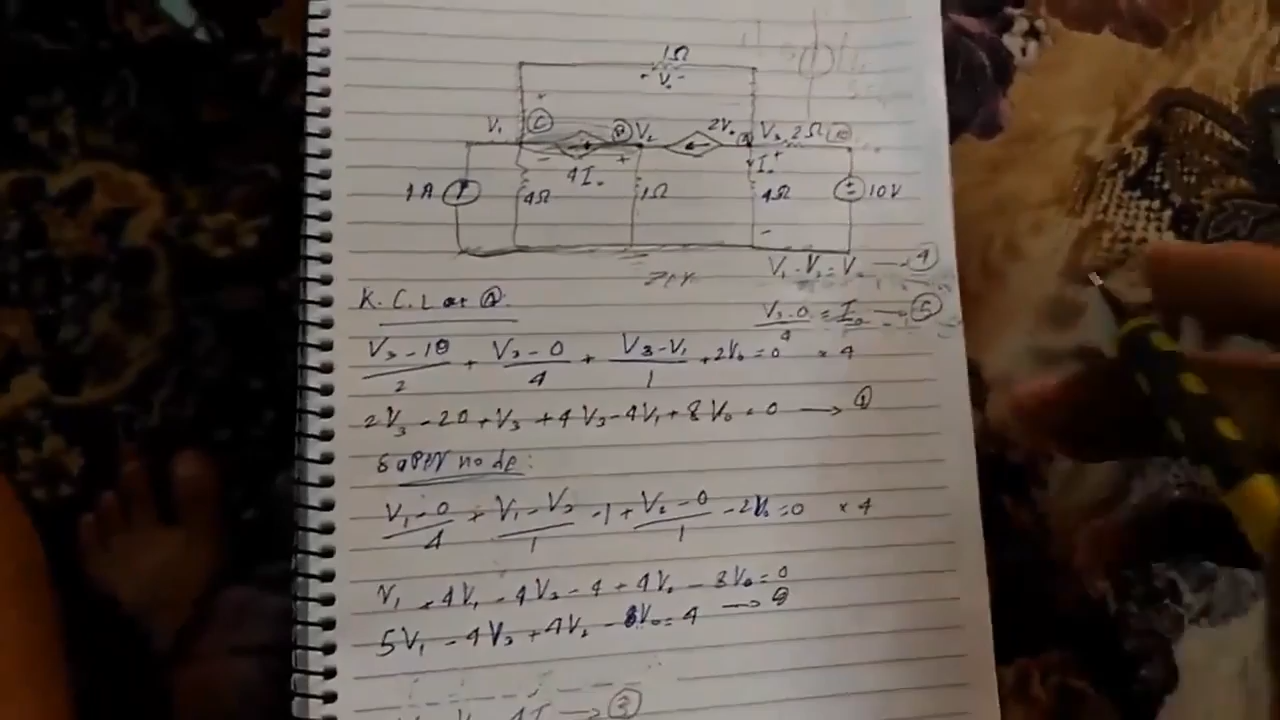 1Ω
+ V₀ -
V₁ C B V₂ 2V₀ V₃ 2Ω
- + I₀ +
4I₀
1A 4Ω 1Ω 4Ω 10V
-
V₁ - V₃ = V₀ → 4
K.C.L at
V₃-0/4 = I₀ → 5
V₃-10/2 + V₃-0/4 + V₃-V₁/1 + 2V₀ = 0 × 4
2V₃ - 20 + V₃ + 4V₃ - 4V₁ + 8V₀ = 0 → 1
Super node:
V₁-0/4 + V₁-V₃/1 - 1 + V₂-0/1 - 2V₀ = 0 × 4
V₁ + 4V₁ - 4V₃ - 4 + 4V₂ - 8V₀ = 0
5V₁ - 4V₃ + 4V₂ - 8V₀ = 4 → 2
4I → 3